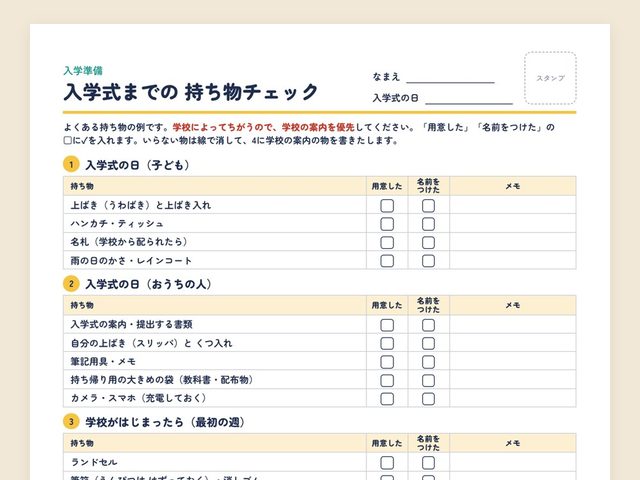 入学準備
入学式までの 持ち物チェック
なまえ
入学式の日
スタンプ
よくある持ち物の例です。学校によってちがうので、学校の案内を優先してください。「用意した」「名前をつけた」の
▢に✓を入れます。いらない物は線で消して、4に学校の案内の物を書きたします。
1 入学式の日（子ども）
持ち物 用意した 名前をつけた メモ
上ばき（うわばき）と上ばき入れ
ハンカチ・ティッシュ
名札（学校から配られたら）
雨の日のかさ・レインコート
2 入学式の日（おうちの人）
持ち物 用意した 名前をつけた メモ
入学式の案内・提出する書類
自分の上ばき（スリッパ）と くつ入れ
筆記用具・メモ
持ち帰り用の大きめの袋（教科書・配布物）
カメラ・スマホ（充電しておく）
3 学校がはじまったら（最初の週）
持ち物 用意した 名前をつけた メモ
ランドセル